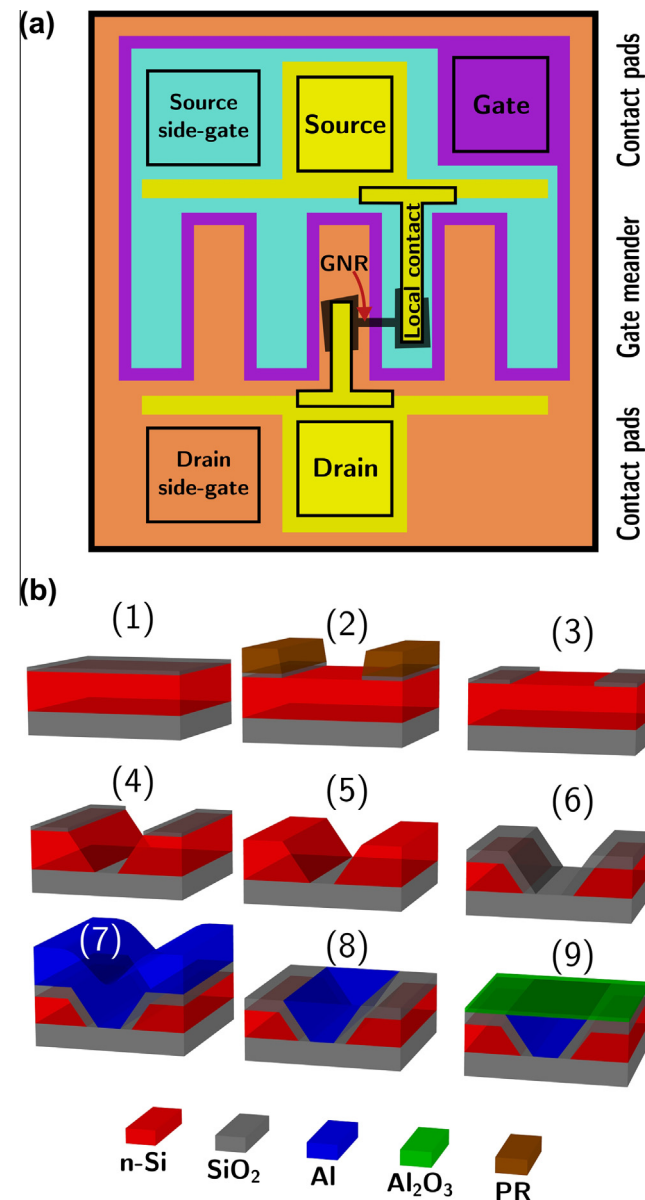 (a)
Source
side-gate
Source
Gate
Contact pads
Local contact
GNR
Gate meander
Drain
side-gate
Drain
Contact pads
(b)
(1)
(2)
(3)
(4)
(5)
(6)
(7)
(8)
(9)
n-Si
SiO₂
Al
Al₂O₃
PR